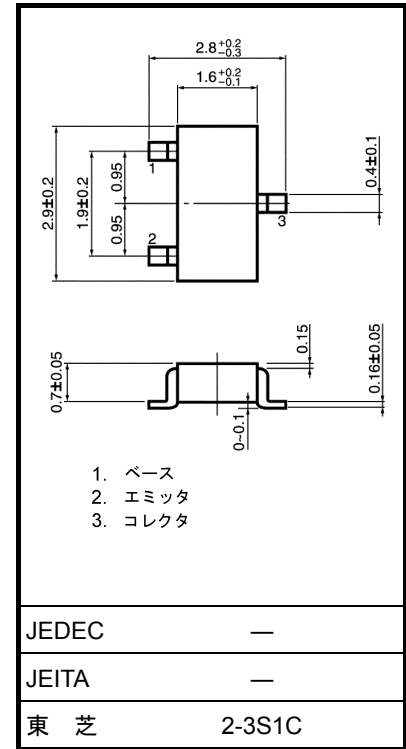 2.8+0.2-0.3
1.6+0.2-0.1
2.9±0.2
1.9±0.2
0.95
0.95
0.4±0.1
1
2
3
0.7±0.05
0.15
0.16±0.05
0~0.1
1. ベース
2. エミッタ
3. コレクタ
JEDEC —
JEITA —
東 芝 2-3S1C